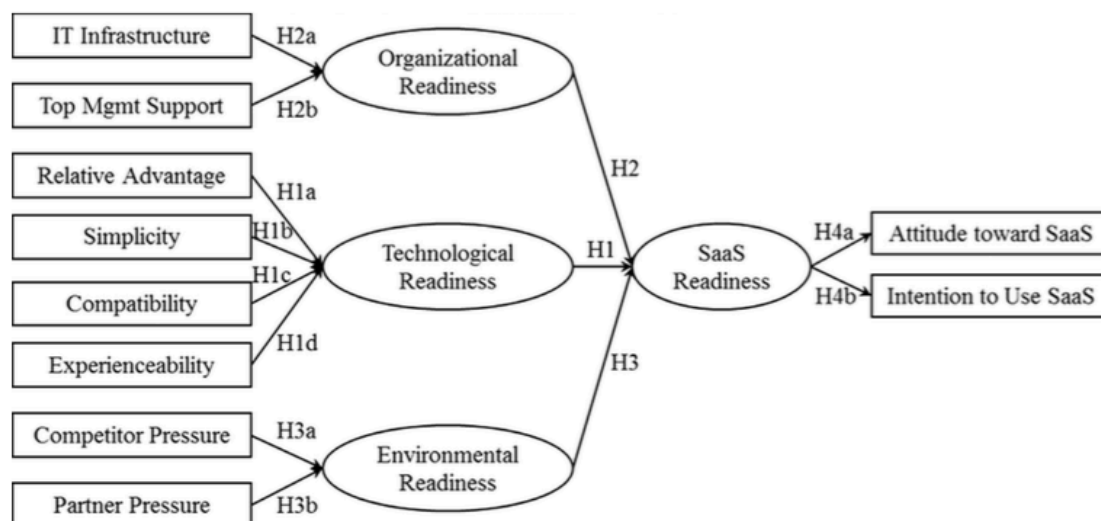 IT Infrastructure
H2a
Organizational
Readiness
Top Mgmt Support
H2b
Relative Advantage
H1a
H2
Simplicity
H1b
Technological
Readiness
H1
SaaS
Readiness
H4a
Attitude toward SaaS
Compatibility
H1c
H4b
Intention to Use SaaS
Experienceability
H1d
H3
Competitor Pressure
H3a
Environmental
Readiness
Partner Pressure
H3b